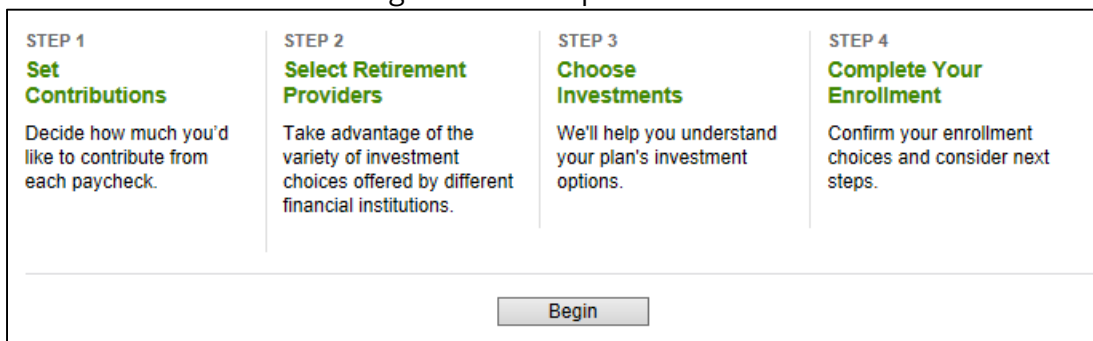 STEP 1
Set
Contributions
Decide how much you'd
like to contribute from
each paycheck.
STEP 2
Select Retirement
Providers
Take advantage of the
variety of investment
choices offered by different
financial institutions.
STEP 3
Choose
Investments
We'll help you understand
your plan's investment
options.
STEP 4
Complete Your
Enrollment
Confirm your enrollment
choices and consider next
steps.
Begin